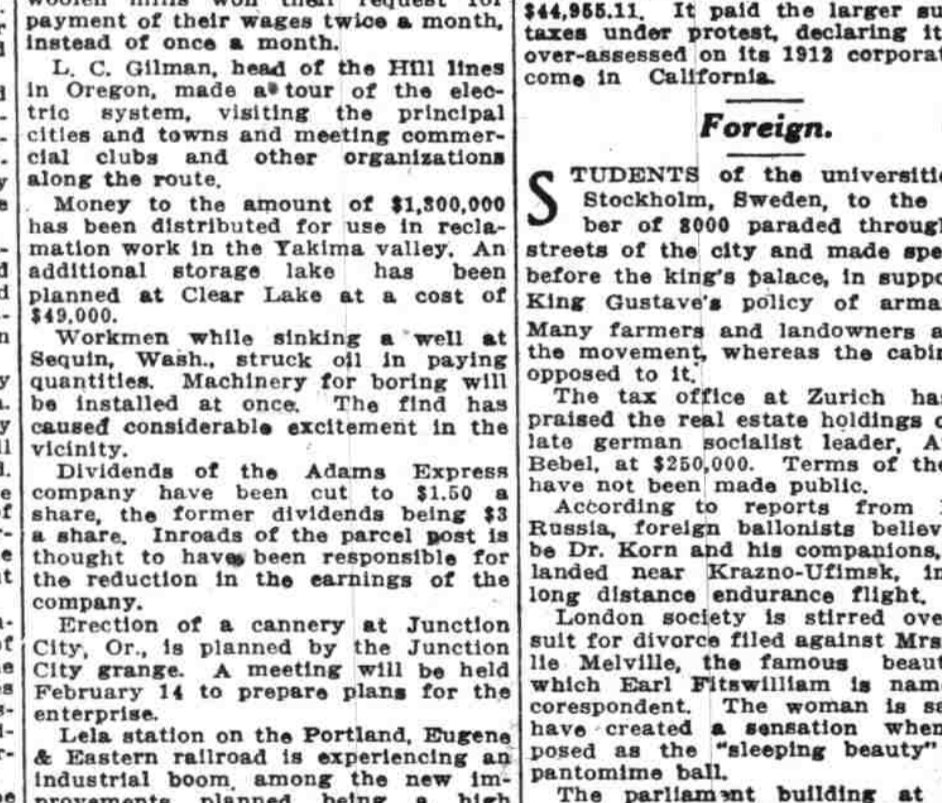 woolen mills won their request for
payment of their wages twice a month,
instead of once a month.
L. C. Gilman, head of the Hill lines
in Oregon, made a tour of the elec-
tric system, visiting the principal
cities and towns and meeting commer-
cial clubs and other organizations
along the route.
Money to the amount of $1,800,000
has been distributed for use in recla-
mation work in the Yakima valley. An
additional storage lake has been
planned at Clear Lake at a cost of
$49,000.
Workmen while sinking a well at
Sequin, Wash., struck oil in paying
quantities. Machinery for boring will
be installed at once. The find has
caused considerable excitement in the
vicinity.
Dividends of the Adams Express
company have been cut to $1.50 a
share, the former dividends being $3
a share. Inroads of the parcel post is
thought to have been responsible for
the reduction in the earnings of the
company.
Erection of a cannery at Junction
City, Or., is planned by the Junction
City grange. A meeting will be held
February 14 to prepare plans for the
enterprise.
Lela station on the Portland, Eugene
& Eastern railroad is experiencing an
industrial boom, among the new im-
provements planned being a high
$44,955.11. It paid the larger su
taxes under protest, declaring it
over-assessed on its 1912 corporat
come in California.
Foreign.
STUDENTS of the universitie
Stockholm, Sweden, to the
ber of 8000 paraded through
streets of the city and made spe
before the king's palace, in suppo
King Gustave's policy of arma
Many farmers and landowners a
the movement, whereas the cabin
opposed to it.
The tax office at Zurich has
praised the real estate holdings o
late german socialist leader, A
Bebel, at $250,000. Terms of the
have not been made public.
According to reports from
Russia, foreign ballonists believ
be Dr. Korn and his companions,
landed near Krazno-Ufimsk, in
long distance endurance flight.
London society is stirred ove
suit for divorce filed against Mrs
lie Melville, the famous beaut
which Earl Fitswilliam is nam
corespondent. The woman is sa
have created a sensation when
posed as the "sleeping beauty"
pantomime ball.
The parliament building at